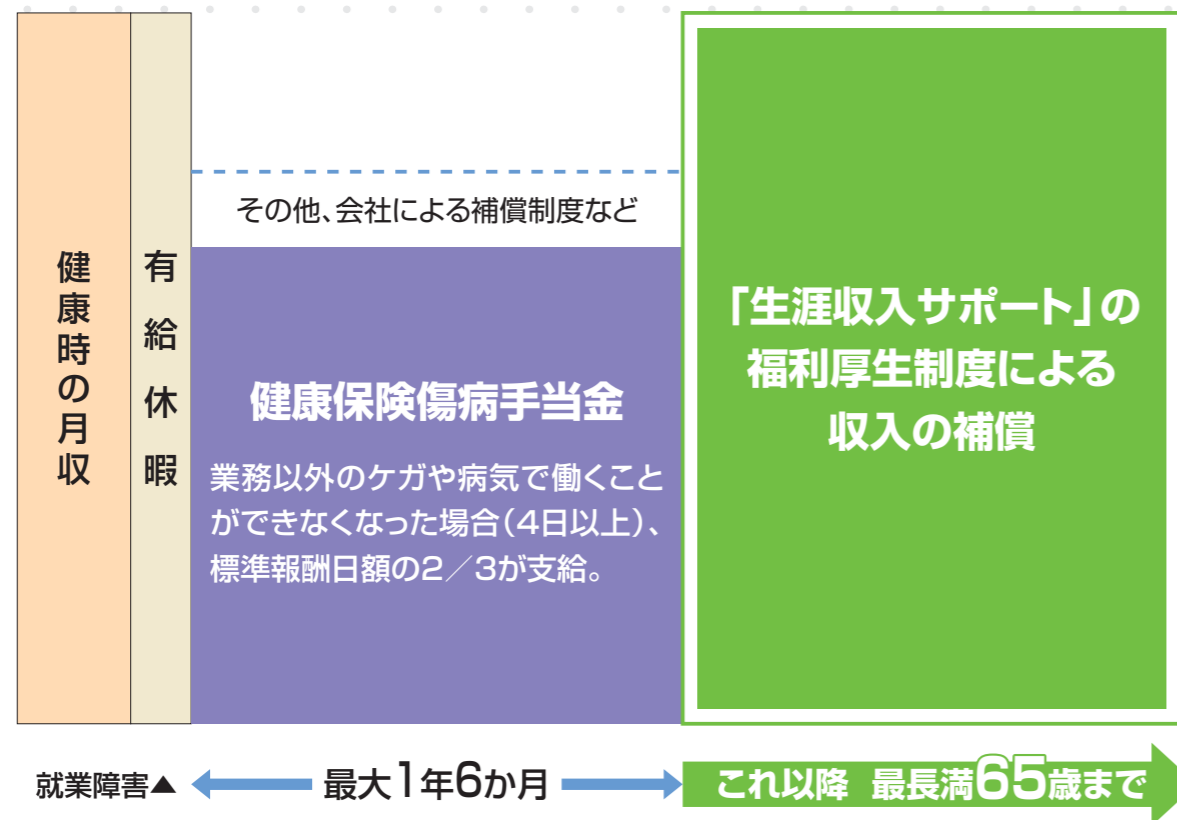 健康時の月収
有給休暇
その他、会社による補償制度など
健康保険傷病手当金
業務以外のケガや病気で働くこと
ができなくなった場合（4日以上）、
標準報酬日額の2／3が支給。
「生涯収入サポート」の
福利厚生制度による
収入の補償
就業障害▲
最大1年6か月
これ以降 最長満65歳まで